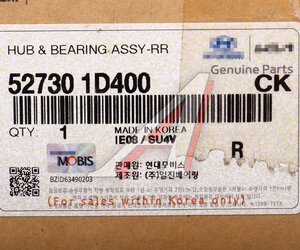 HUB & BEARING ASSY-RR
Genuine Parts
52730 1D400 CK
QTY: 1
MADE IN KOREA
IE08 / SU4V
MOBIS
R
판매원: 현대모비스
제조원: (주)일진베어링
BZID63490203
(For sales within Korea only)